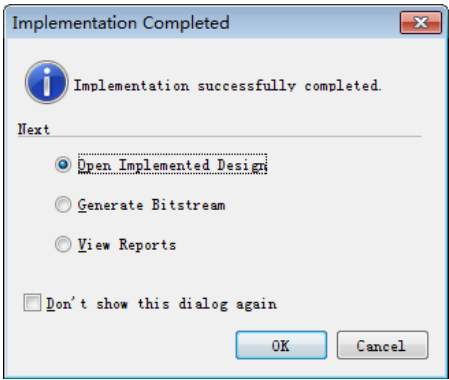 Implementation Completed
Implementation successfully completed.
Next
Open Implemented Design
Generate Bitstream
View Reports
Don't show this dialog again
OK
Cancel